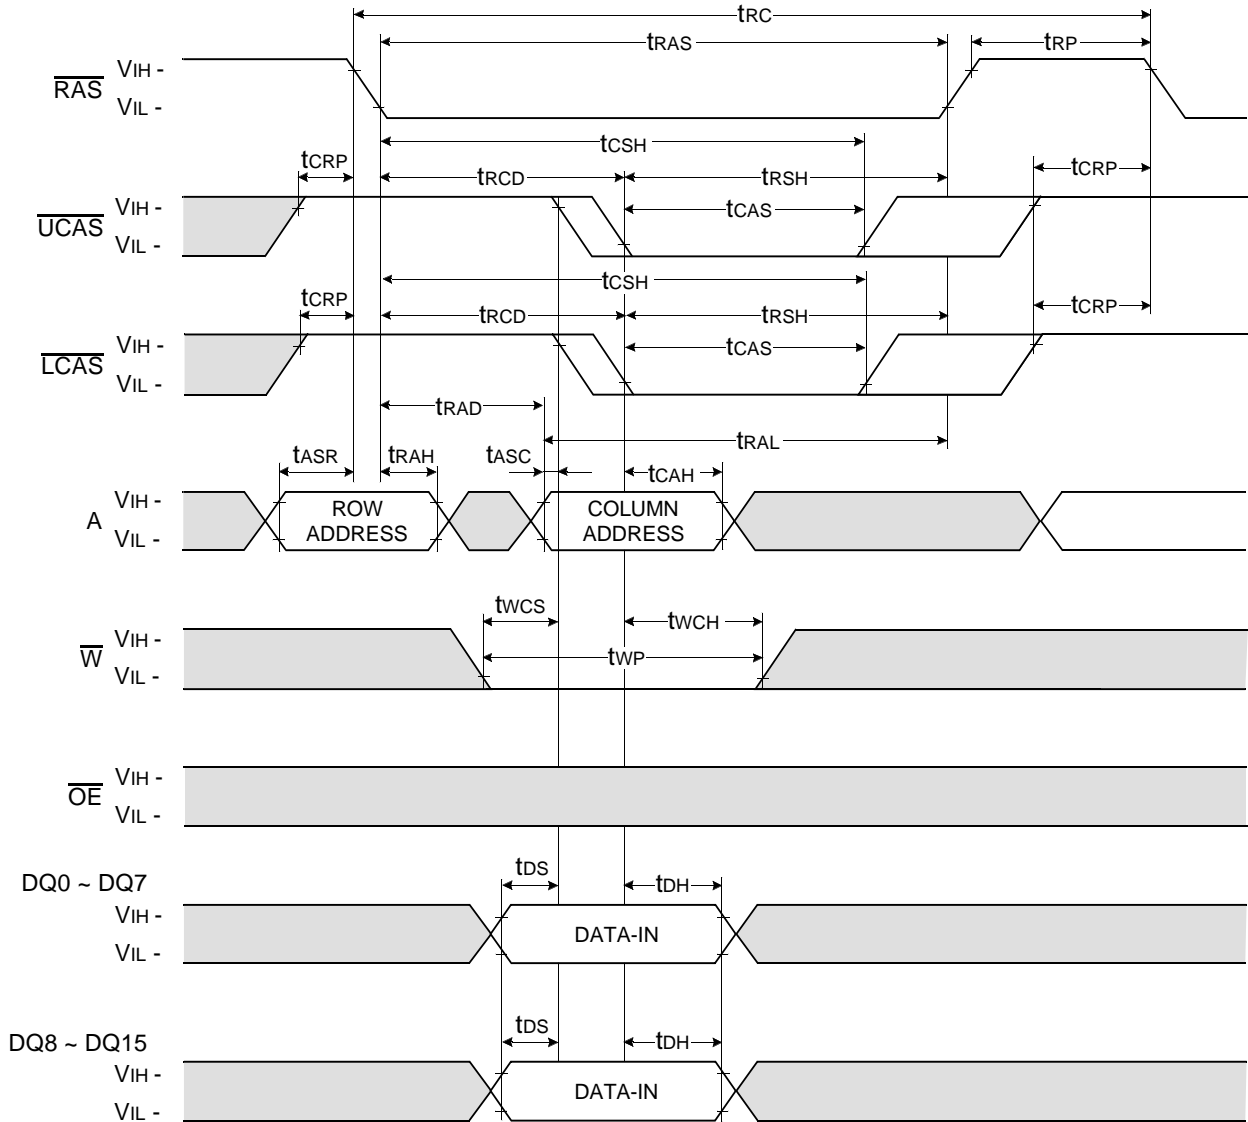 tRC
tRAS
tRP
RAS
VIH -
VIL -
tCSH
tCRP
tRCD
tRSH
tCRP
UCAS
VIH -
VIL -
tCAS
tCSH
tCRP
tRCD
tRSH
tCRP
LCAS
VIH -
VIL -
tCAS
tRAD
tRAL
tASR
tRAH
tASC
tCAH
A
VIH -
VIL -
ROW
ADDRESS
COLUMN
ADDRESS
tWCS
tWCH
W
VIH -
VIL -
tWP
OE
VIH -
VIL -
DQ0 ~ DQ7
tDS
tDH
VIH -
VIL -
DATA-IN
DQ8 ~ DQ15
tDS
tDH
VIH -
VIL -
DATA-IN